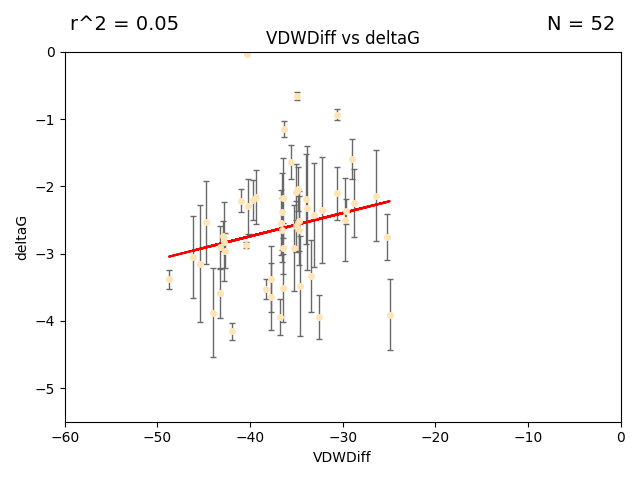 r^2 = 0.05
N = 52
VDWDiff vs deltaG
0
−1
−2
−3
−4
−5
deltaG
−60 −50 −40 −30 −20 −10 0
VDWDiff